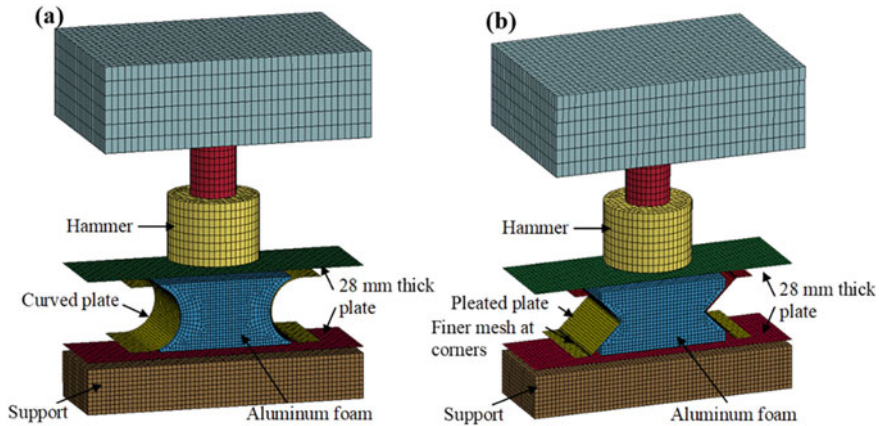 (a)
Hammer
Curved plate
28 mm thick
plate
Support
Aluminum foam
(b)
Hammer
Pleated plate
Finer mesh at
corners
28 mm thick
plate
Support
Aluminum foam